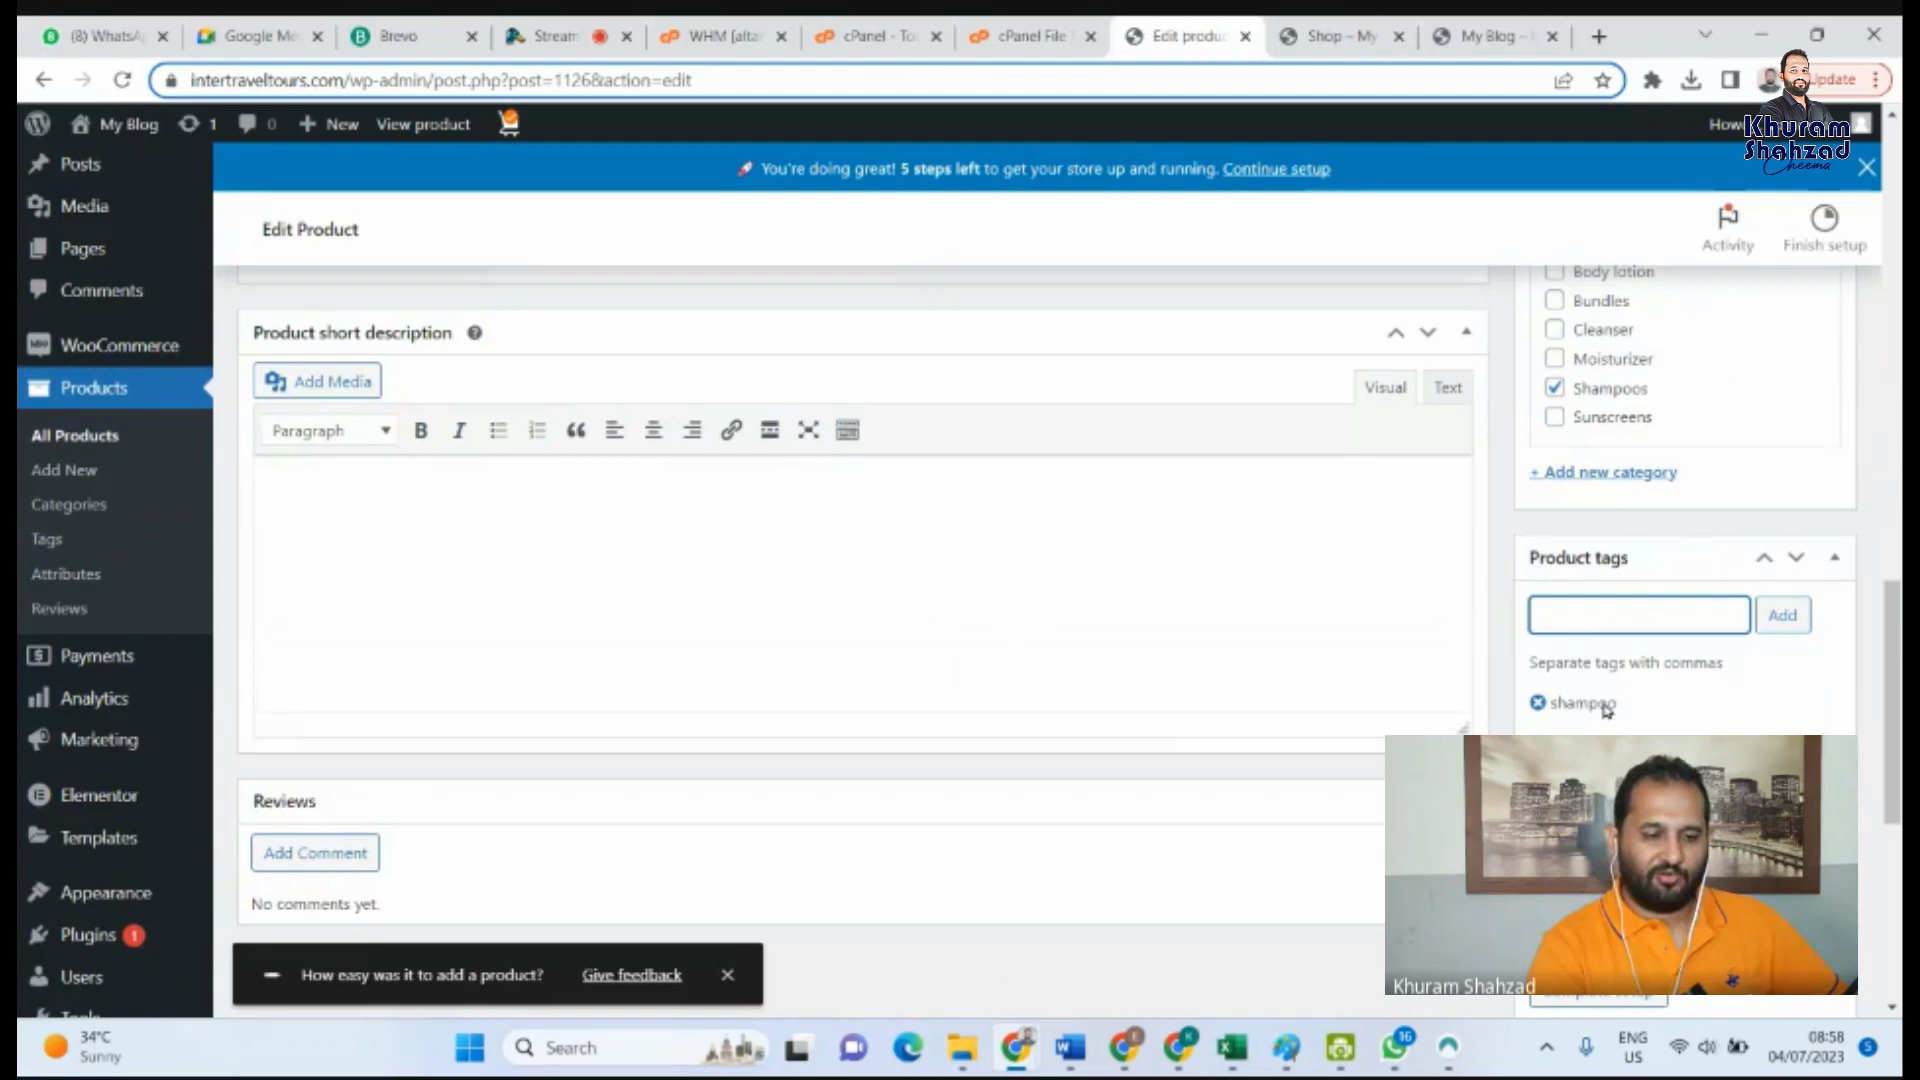 (8) WhatsA
Google Me
Brevo
Stream
WHM [alta
cPanel - To
cPanel File
Edit produc
Shop – My
My Blog –
intertraveltours.com/wp-admin/post.php?post=1126&action=edit
Update
My Blog
1
0
New
View product
How
Khuram
Shahzad
Cheema
You're doing great! 5 steps left to get your store up and running. Continue setup
Edit Product
Activity
Finish setup
Posts
Media
Pages
Comments
WooCommerce
Products
All Products
Add New
Categories
Tags
Attributes
Reviews
Payments
Analytics
Marketing
Elementor
Templates
Appearance
Plugins 1
Users
Tools
Product short description
Add Media
Visual
Text
Paragraph
Reviews
Add Comment
No comments yet.
How easy was it to add a product? Give feedback
Body lotion
Bundles
Cleanser
Moisturizer
Shampoos
Sunscreens
+ Add new category
Product tags
Add
Separate tags with commas
shampoo
Khuram Shahzad
34°C
Sunny
Search
16
ENG
US
08:58
04/07/2023
5